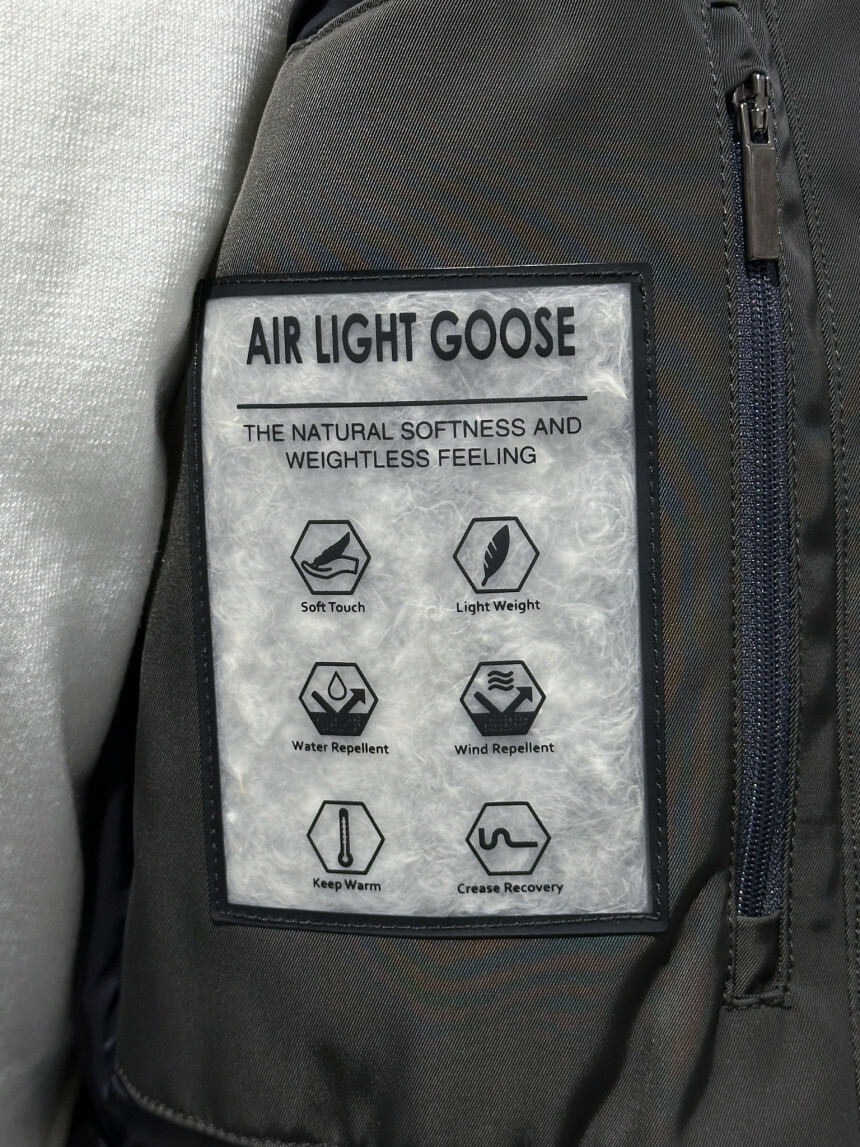 AIR LIGHT GOOSE
THE NATURAL SOFTNESS AND
WEIGHTLESS FEELING
Soft Touch
Light Weight
Water Repellent
Wind Repellent
Keep Warm
Crease Recovery